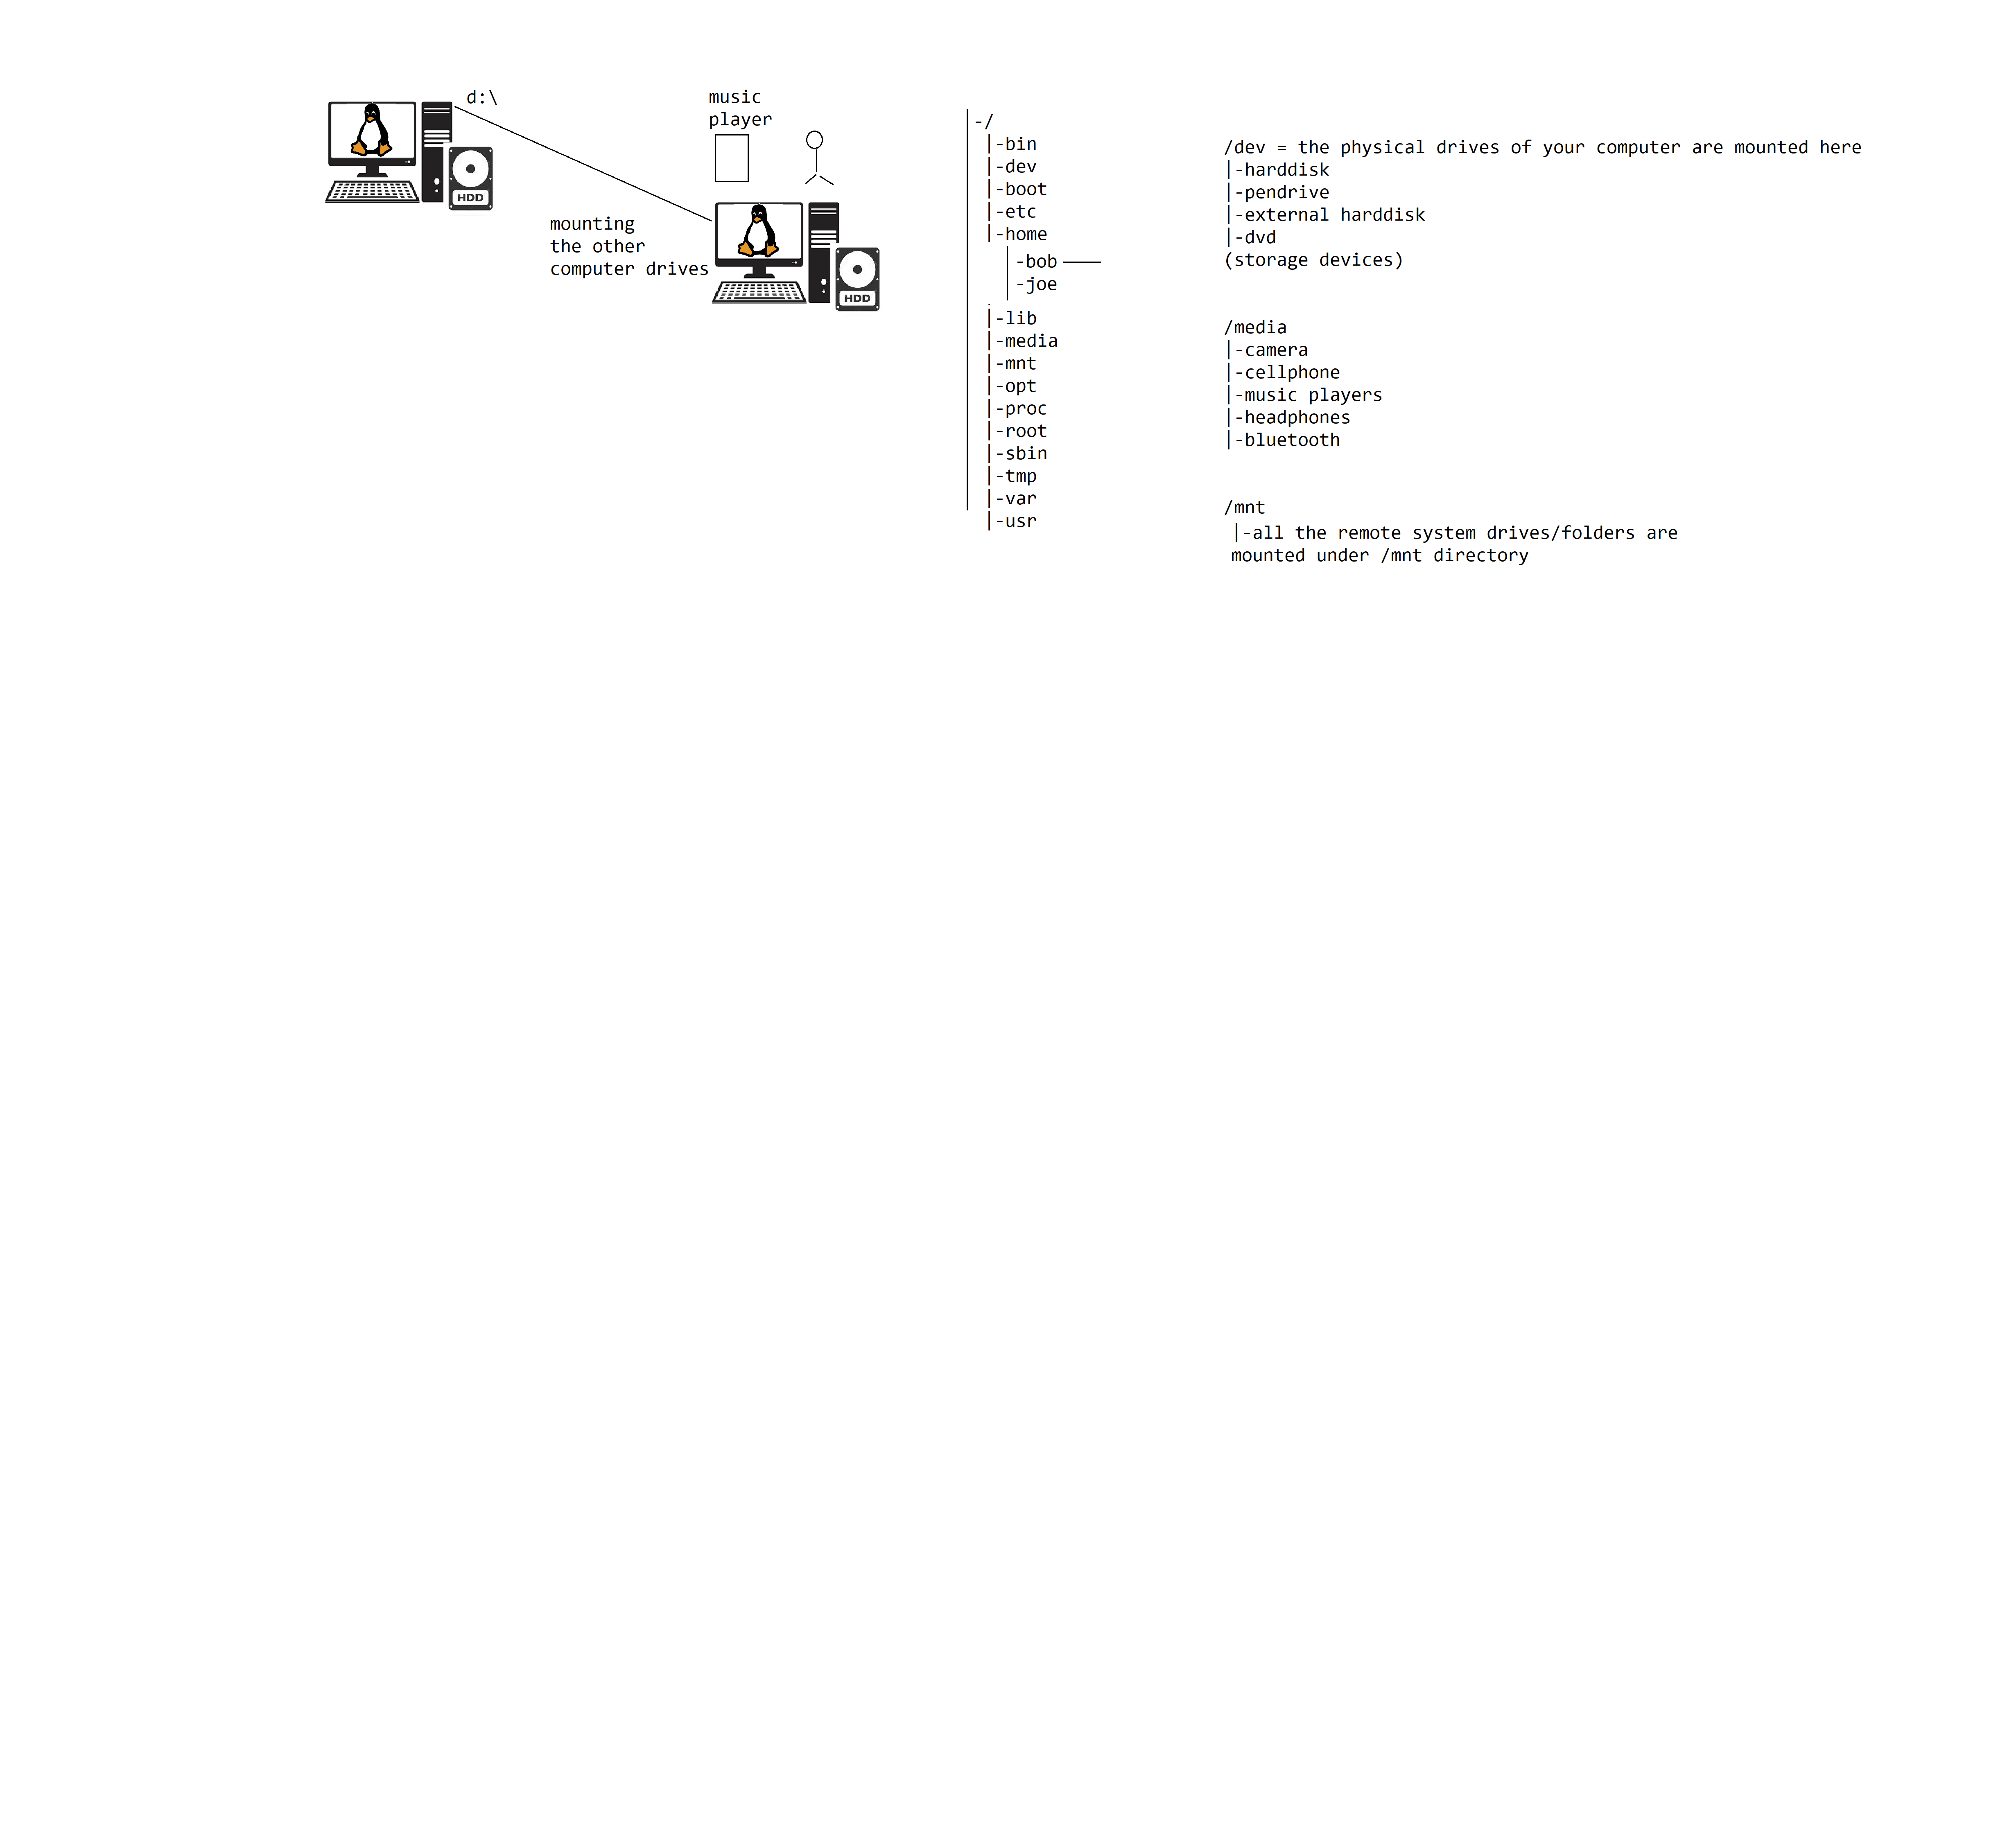 d:\
HDD
music
player
mounting
the other
computer drives
HDD
-/
|-bin
|-dev
|-boot
|-etc
|-home
-bob
-joe
|-lib
|-media
|-mnt
|-opt
|-proc
|-root
|-sbin
|-tmp
|-var
|-usr
/dev = the physical drives of your computer are mounted here
|-harddisk
|-pendrive
|-external harddisk
|-dvd
(storage devices)
/media
|-camera
|-cellphone
|-music players
|-headphones
|-bluetooth
/mnt
|-all the remote system drives/folders are
mounted under /mnt directory